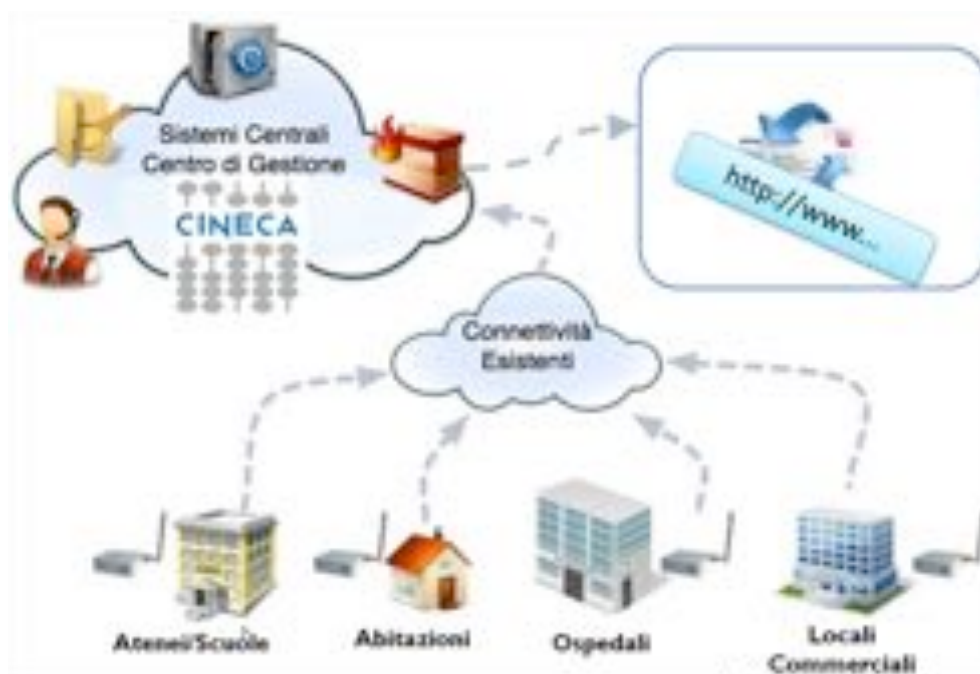 Sistemi Centrali
Centro di Gestione
CINECA
http://www...
Connettività
Esistenti
Atenei/Scuole
Abitazioni
Ospedali
Locali
Commerciali